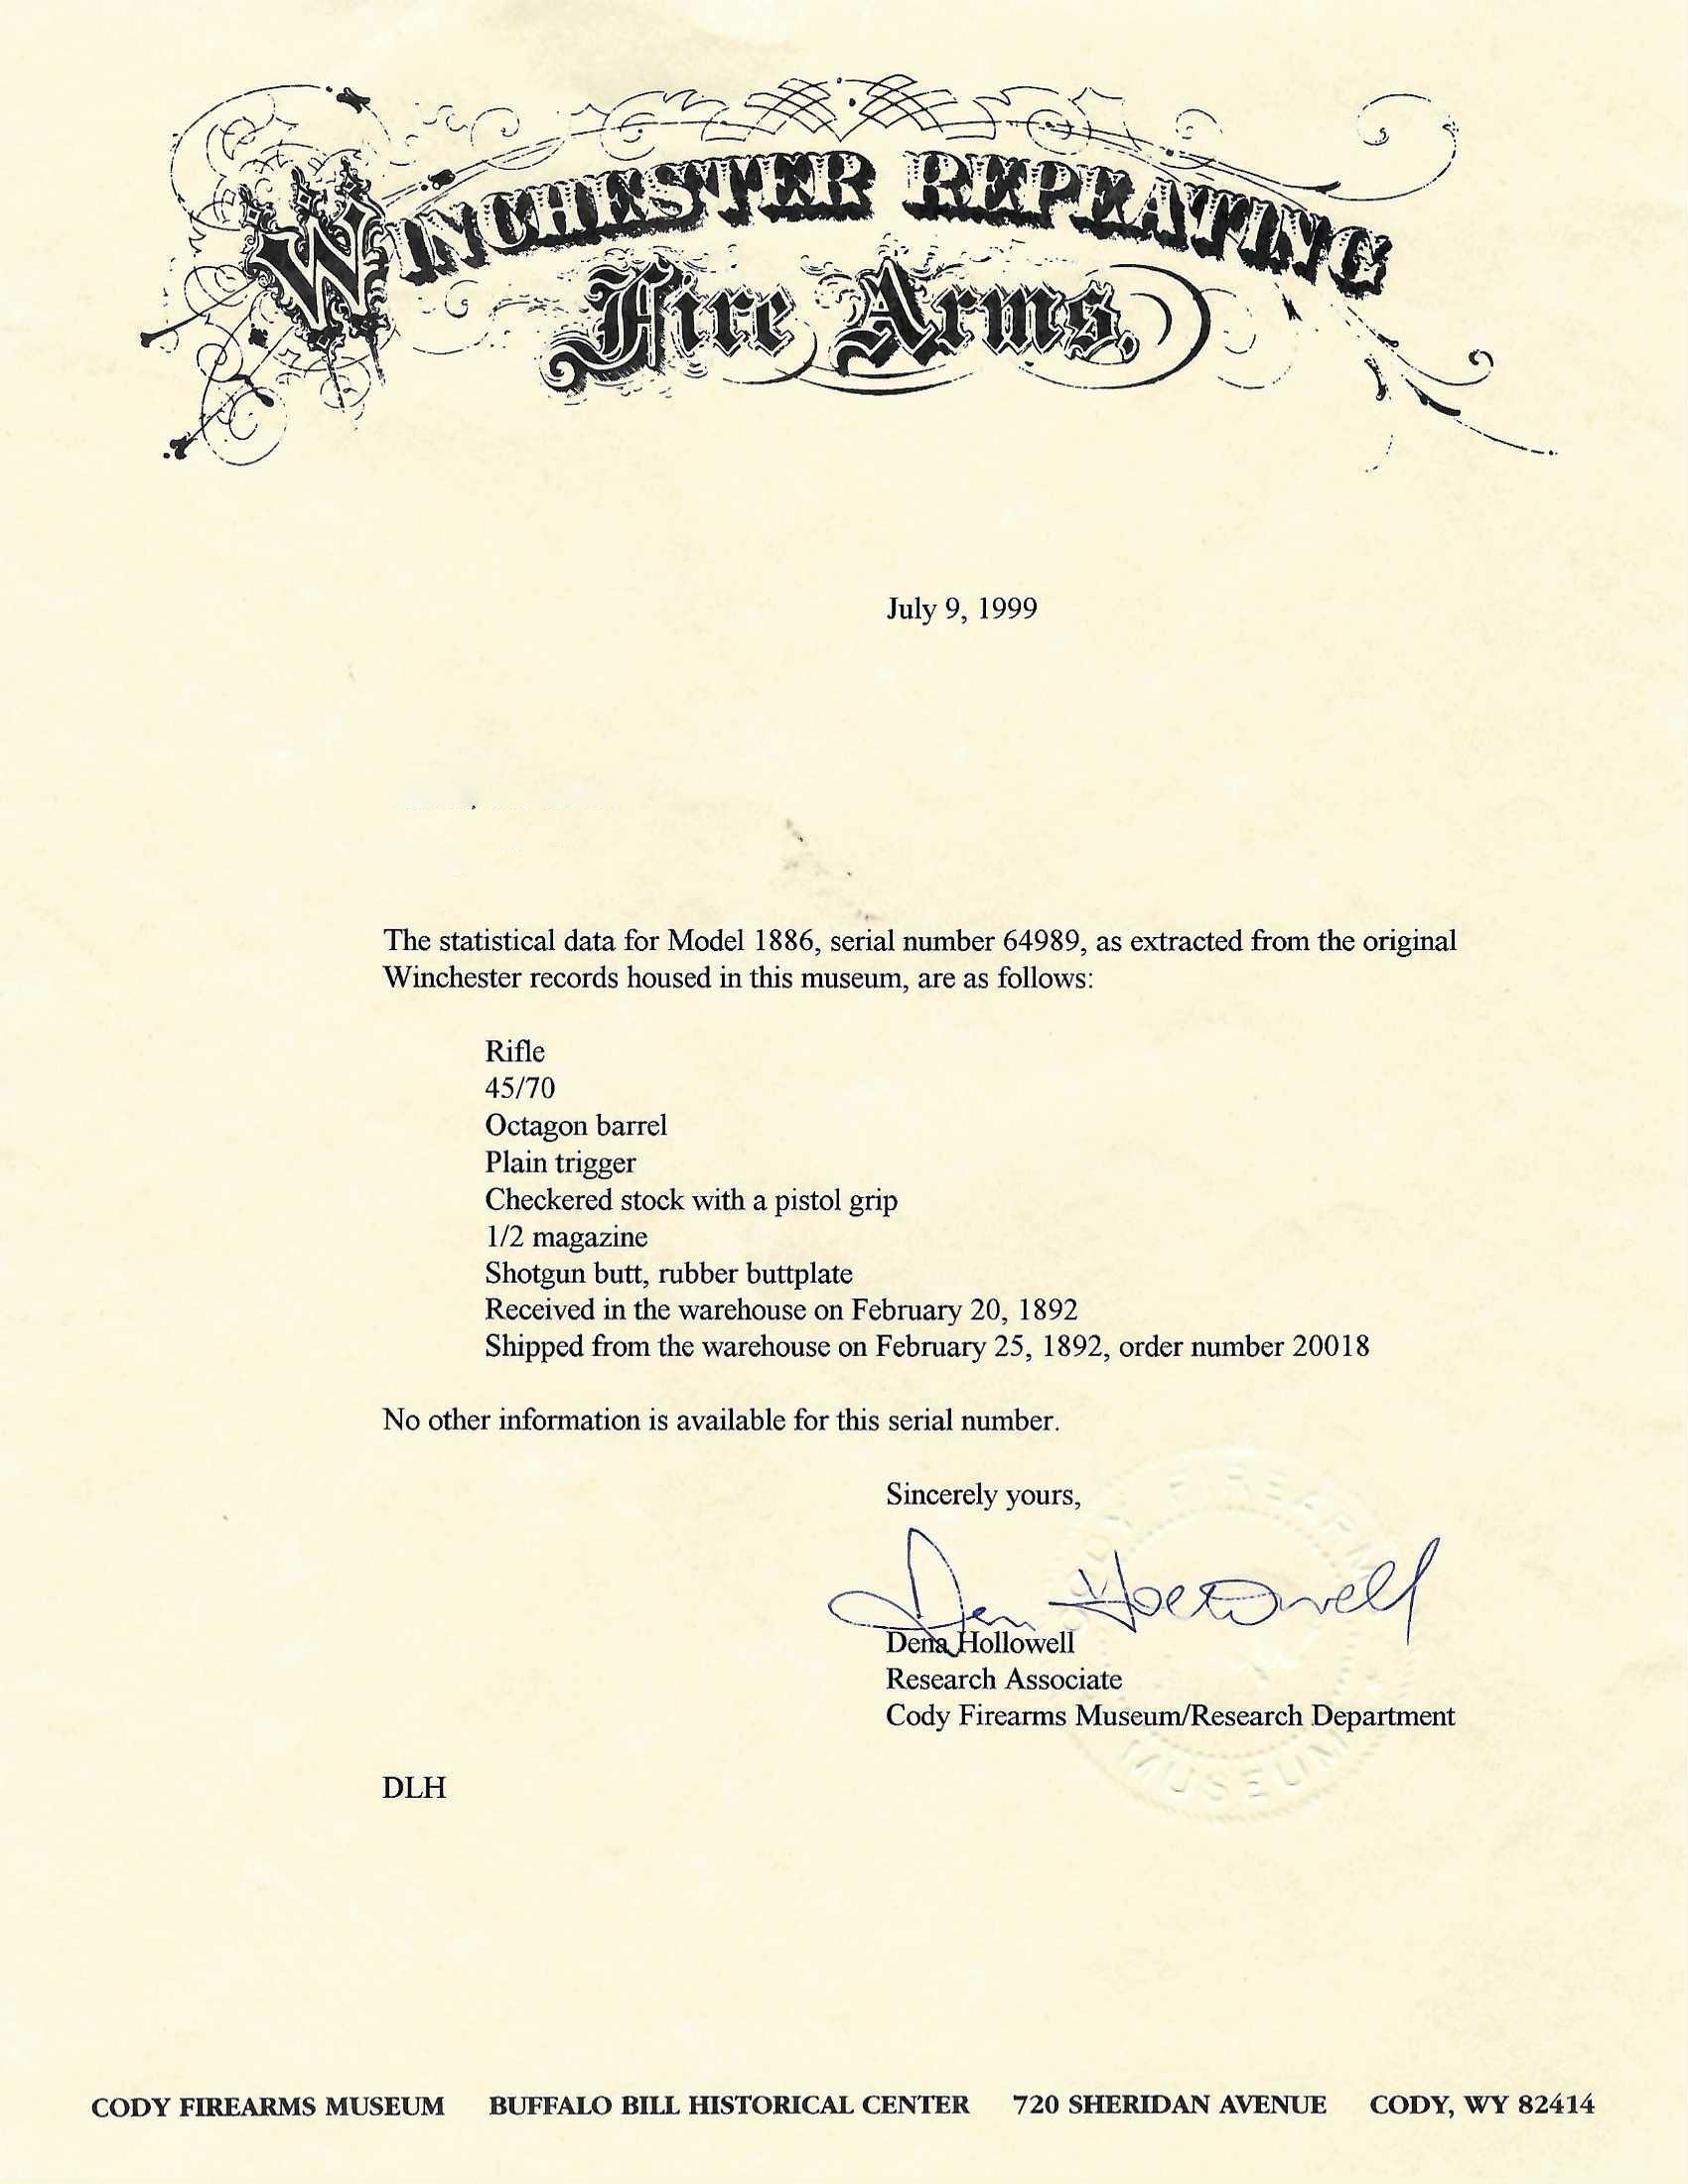 WINCHESTER REPEATING
Fire Arms,
July 9, 1999
The statistical data for Model 1886, serial number 64989, as extracted from the original
Winchester records housed in this museum, are as follows:
Rifle
45/70
Octagon barrel
Plain trigger
Checkered stock with a pistol grip
1/2 magazine
Shotgun butt, rubber buttplate
Received in the warehouse on February 20, 1892
Shipped from the warehouse on February 25, 1892, order number 20018
No other information is available for this serial number.
Sincerely yours,
Dena Hollowell
Dena Hollowell
Research Associate
Cody Firearms Museum/Research Department
CODY FIREARMS
MUSEUM
DLH
CODY FIREARMS MUSEUM BUFFALO BILL HISTORICAL CENTER 720 SHERIDAN AVENUE CODY, WY 82414